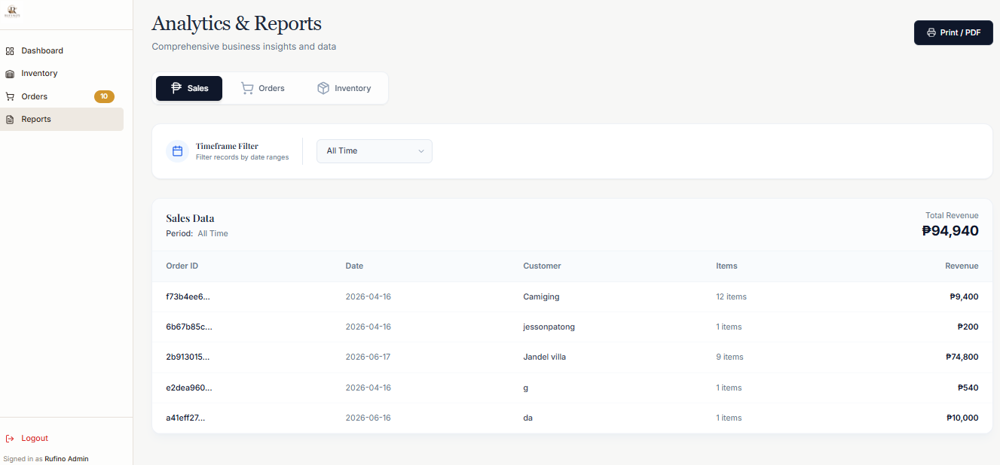 Analytics & Reports
Comprehensive business insights and data
Print / PDF
Dashboard
Inventory
Orders 10
Reports
Sales Orders Inventory
Timeframe Filter
Filter records by date ranges
All Time
Sales Data
Period: All Time
Total Revenue
₱94,940
Order ID Date Customer Items Revenue
f73b4ee6... 2026-04-16 Camiging 12 items ₱9,400
6b67b85c... 2026-04-16 jessonpatong 1 items ₱200
2b913015... 2026-06-17 Jandel villa 9 items ₱74,800
e2dea960... 2026-04-16 g 1 items ₱540
a41eff27... 2026-06-16 da 1 items ₱10,000
Logout
Signed in as Rufino Admin